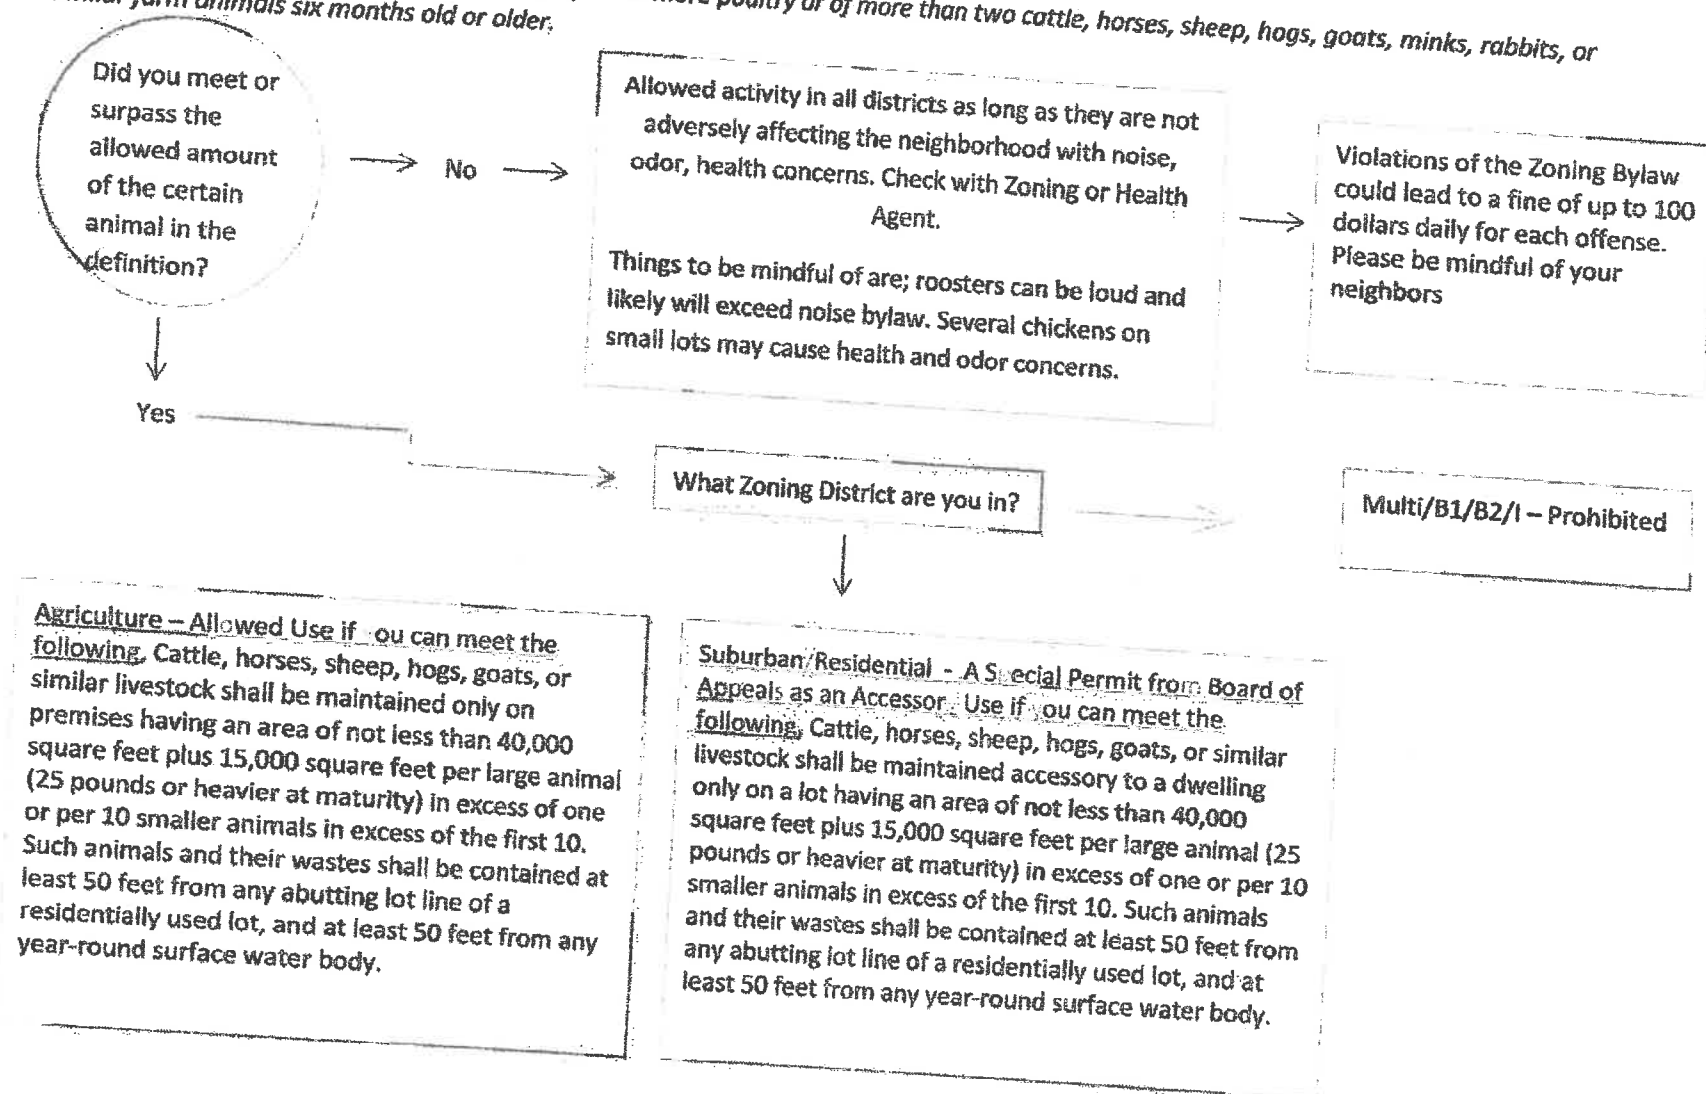 farm animals six months old or older.
poultry or of more than two cattle, horses, sheep, hogs, goats, minks, rabbits, or
Did you meet or
surpass the
allowed amount
of the certain
animal in the
definition?
No
Allowed activity in all districts as long as they are not
adversely affecting the neighborhood with noise,
odor, health concerns. Check with Zoning or Health
Agent.
Things to be mindful of are; roosters can be loud and
likely will exceed noise bylaw. Several chickens on
small lots may cause health and odor concerns.
Violations of the Zoning Bylaw
could lead to a fine of up to 100
dollars daily for each offense.
Please be mindful of your
neighbors
Yes
What Zoning District are you in?
Multi/B1/B2/I – Prohibited
Agriculture – Allowed Use if you can meet the
following, Cattle, horses, sheep, hogs, goats, or
similar livestock shall be maintained only on
premises having an area of not less than 40,000
square feet plus 15,000 square feet per large animal
(25 pounds or heavier at maturity) in excess of one
or per 10 smaller animals in excess of the first 10.
Such animals and their wastes shall be contained at
least 50 feet from any abutting lot line of a
residentially used lot, and at least 50 feet from any
year-round surface water body.
Suburban/Residential - A Special Permit from Board of
Appeals as an Accessory Use if you can meet the
following, Cattle, horses, sheep, hogs, goats, or similar
livestock shall be maintained accessory to a dwelling
only on a lot having an area of not less than 40,000
square feet plus 15,000 square feet per large animal (25
pounds or heavier at maturity) in excess of one or per 10
smaller animals in excess of the first 10. Such animals
and their wastes shall be contained at least 50 feet from
any abutting lot line of a residentially used lot, and at
least 50 feet from any year-round surface water body.